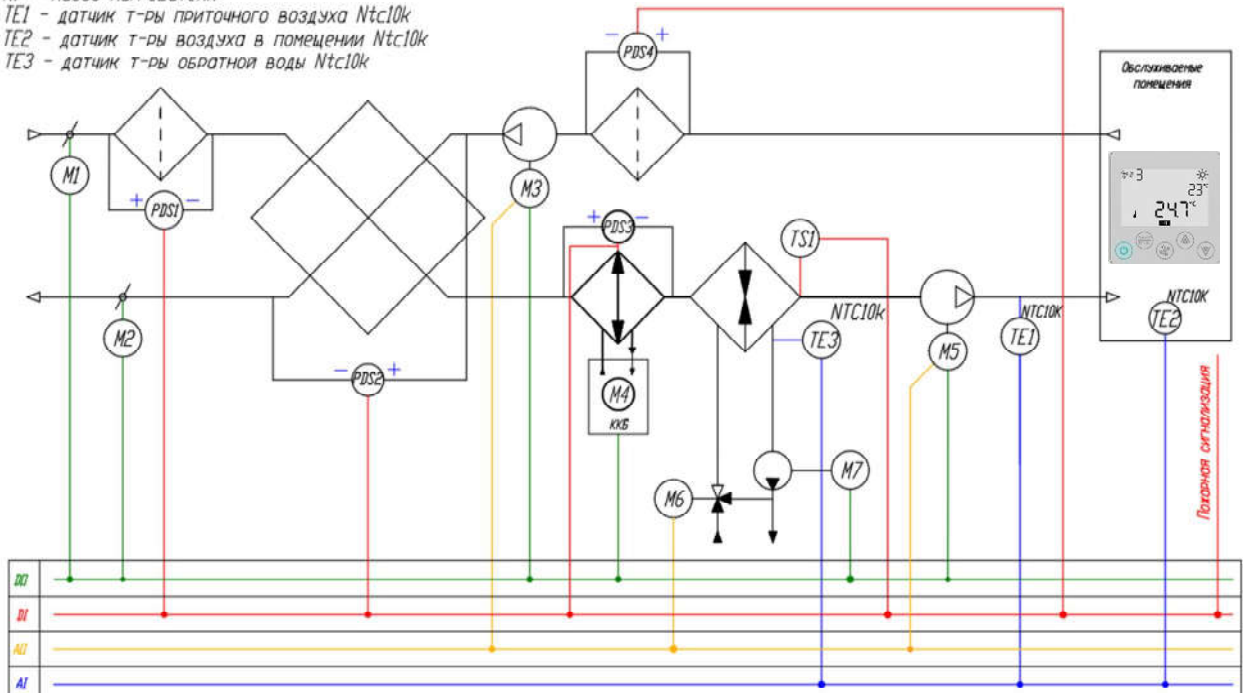 TE1 - датчик т-ры приточного воздуха Ntc10k
TE2 - датчик т-ры воздуха в помещении Ntc10k
TE3 - датчик т-ры обратной воды Ntc10k
- PDS4 +
Обслуживаемые
помещения
M1
+ PDS1 -
M3
3
23°
24.7°c
+ PDS3 -
TS1
NTC10k
NTC10K
NTC10K
M2
TE3
TE1
TE2
M5
- PDS2 +
M4
ККБ
Пожарная сигнализация
M6
M7
DO
DI
AO
AI